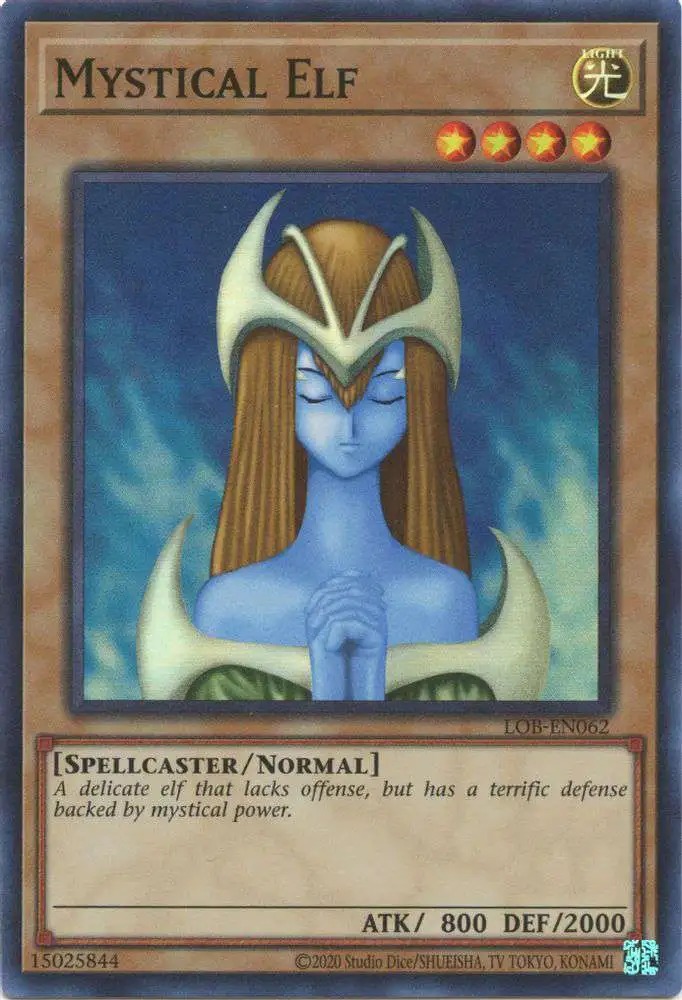 Mystical Elf
LIGHT
光
LOB-EN062
[Spellcaster/Normal]
A delicate elf that lacks offense, but has a terrific defense
backed by mystical power.
ATK/ 800 DEF/2000
15025844
©2020 Studio Dice/SHUEISHA, TV TOKYO, KONAMI